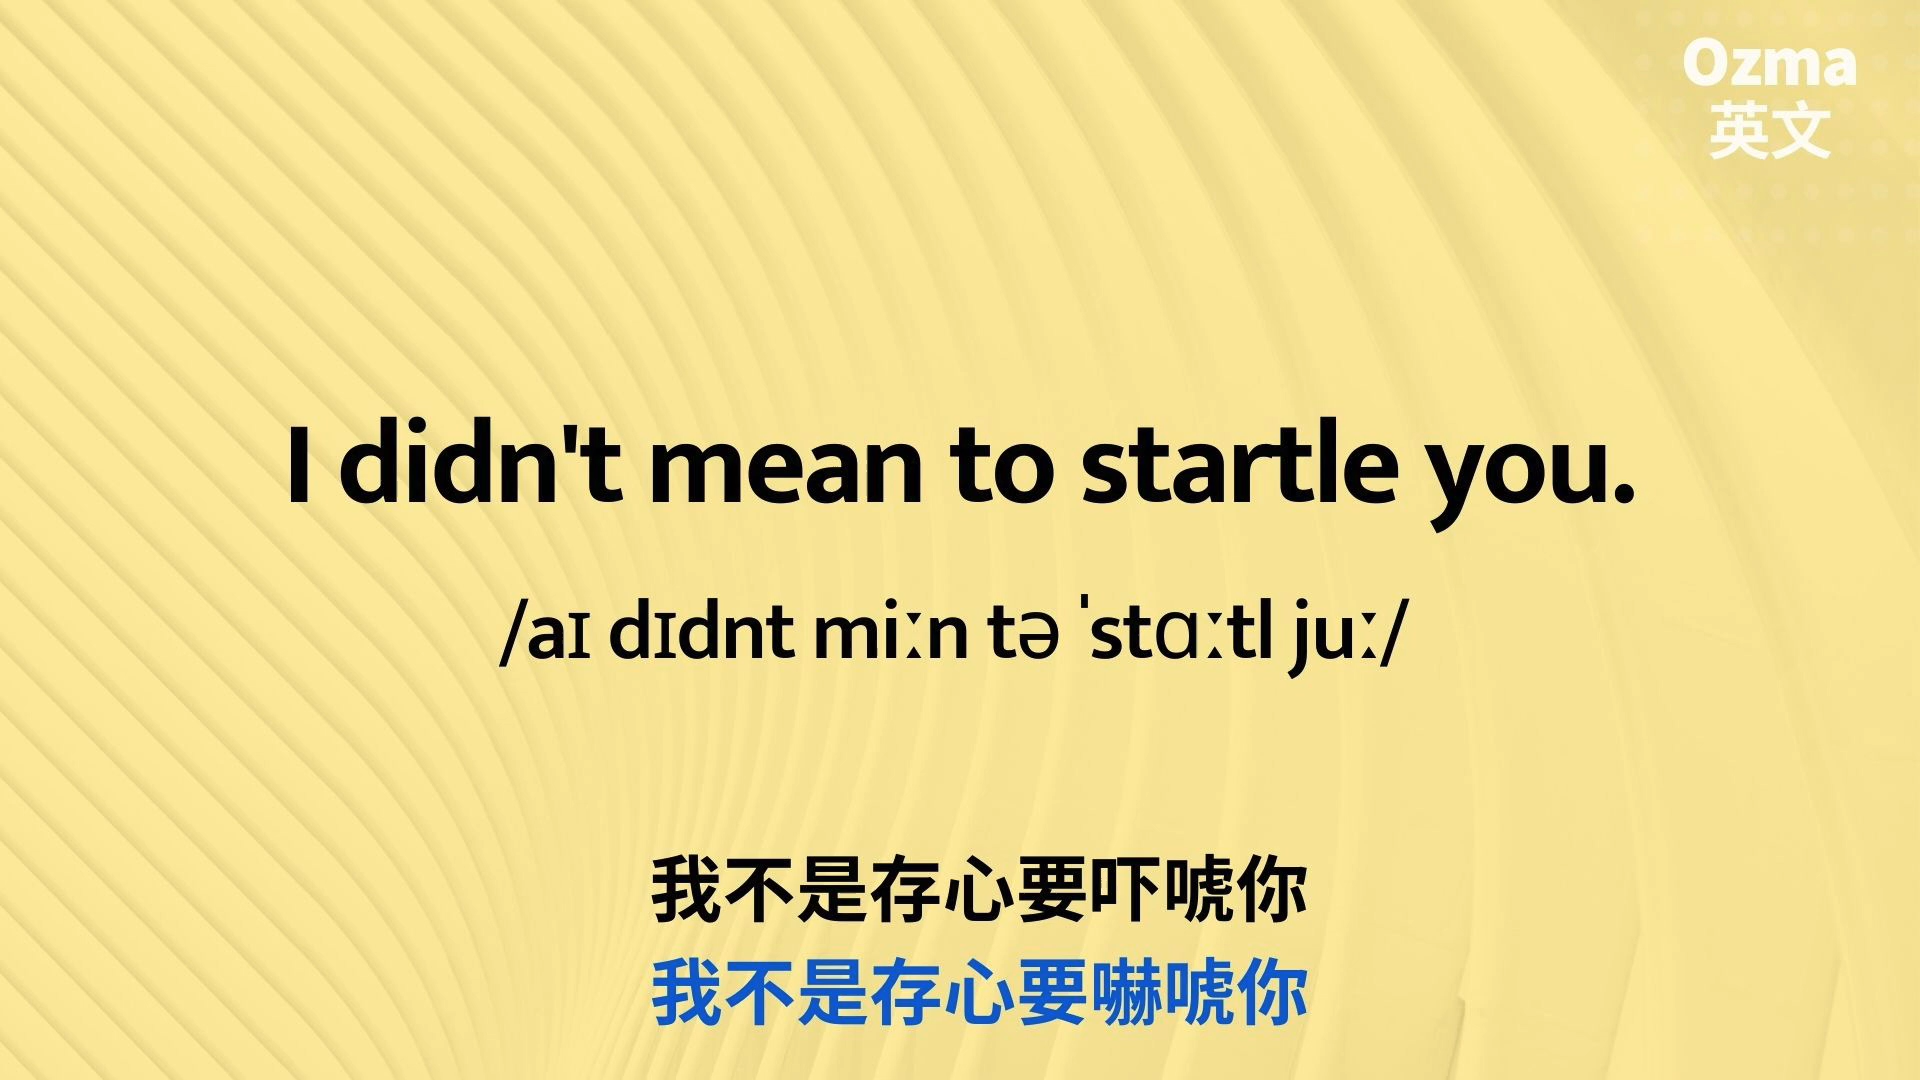 Ozma
英文
I didn't mean to startle you.
/aɪ dɪdnt miːn tə ˈstɑːtl juː/
我不是存心要吓唬你
我不是存心要嚇唬你